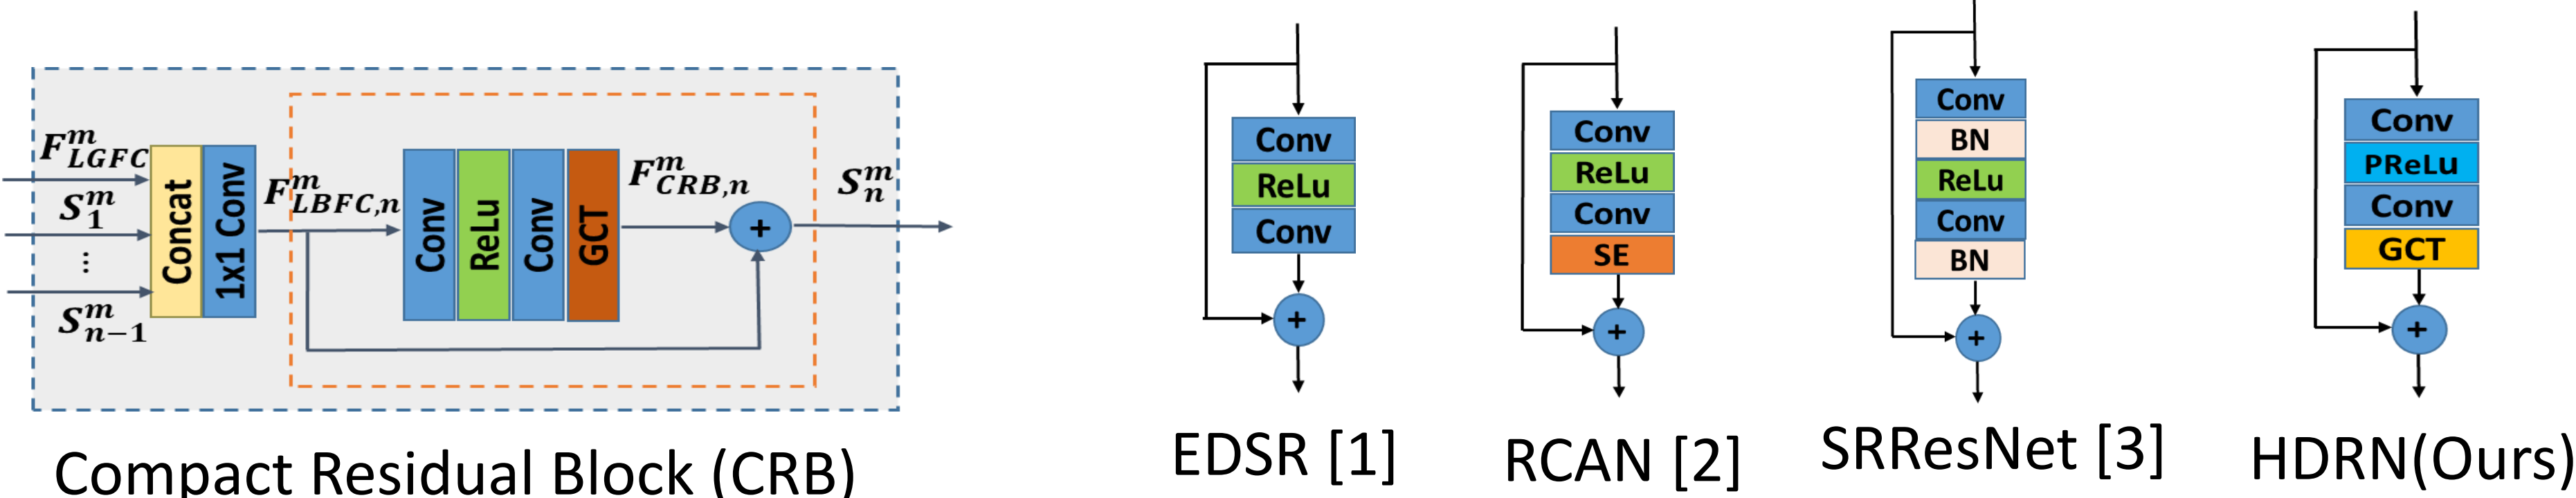 F^m_LGFC
S^m_1
⋮
S^m_n-1
Concat
1x1 Conv
F^m_LBFC,n
Conv
ReLu
Conv
GCT
F^m_CRB,n
+
S^m_n
Compact Residual Block (CRB)
Conv
ReLu
Conv
+
EDSR [1]
Conv
ReLu
Conv
SE
+
RCAN [2]
Conv
BN
ReLu
Conv
BN
+
SRResNet [3]
Conv
PReLu
Conv
GCT
+
HDRN(Ours)